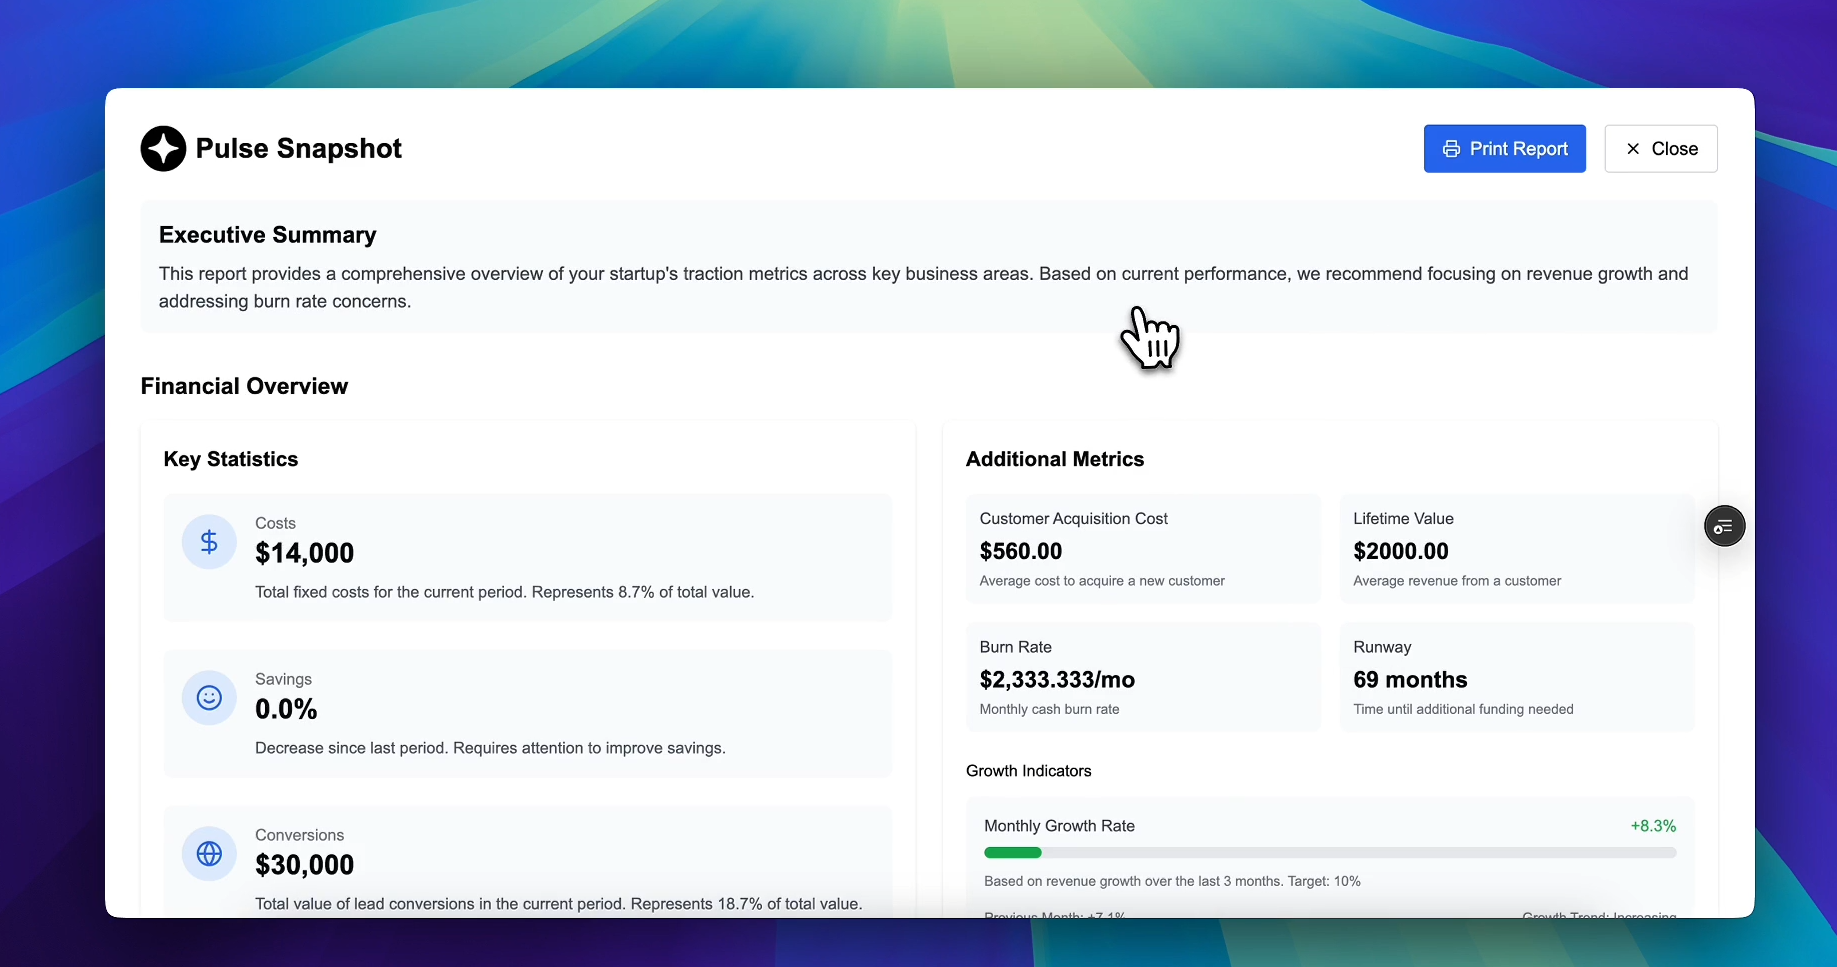 Pulse Snapshot
Print Report
Close
Executive Summary
This report provides a comprehensive overview of your startup's traction metrics across key business areas. Based on current performance, we recommend focusing on revenue growth and
addressing burn rate concerns.
Financial Overview
Key Statistics
Costs
$14,000
Total fixed costs for the current period. Represents 8.7% of total value.
Savings
0.0%
Decrease since last period. Requires attention to improve savings.
Conversions
$30,000
Total value of lead conversions in the current period. Represents 18.7% of total value.
Additional Metrics
Customer Acquisition Cost
$560.00
Average cost to acquire a new customer
Lifetime Value
$2000.00
Average revenue from a customer
Burn Rate
$2,333.333/mo
Monthly cash burn rate
Runway
69 months
Time until additional funding needed
Growth Indicators
Monthly Growth Rate
+8.3%
Based on revenue growth over the last 3 months. Target: 10%
Previous Month: +7.1%
Growth Trend: Increasing